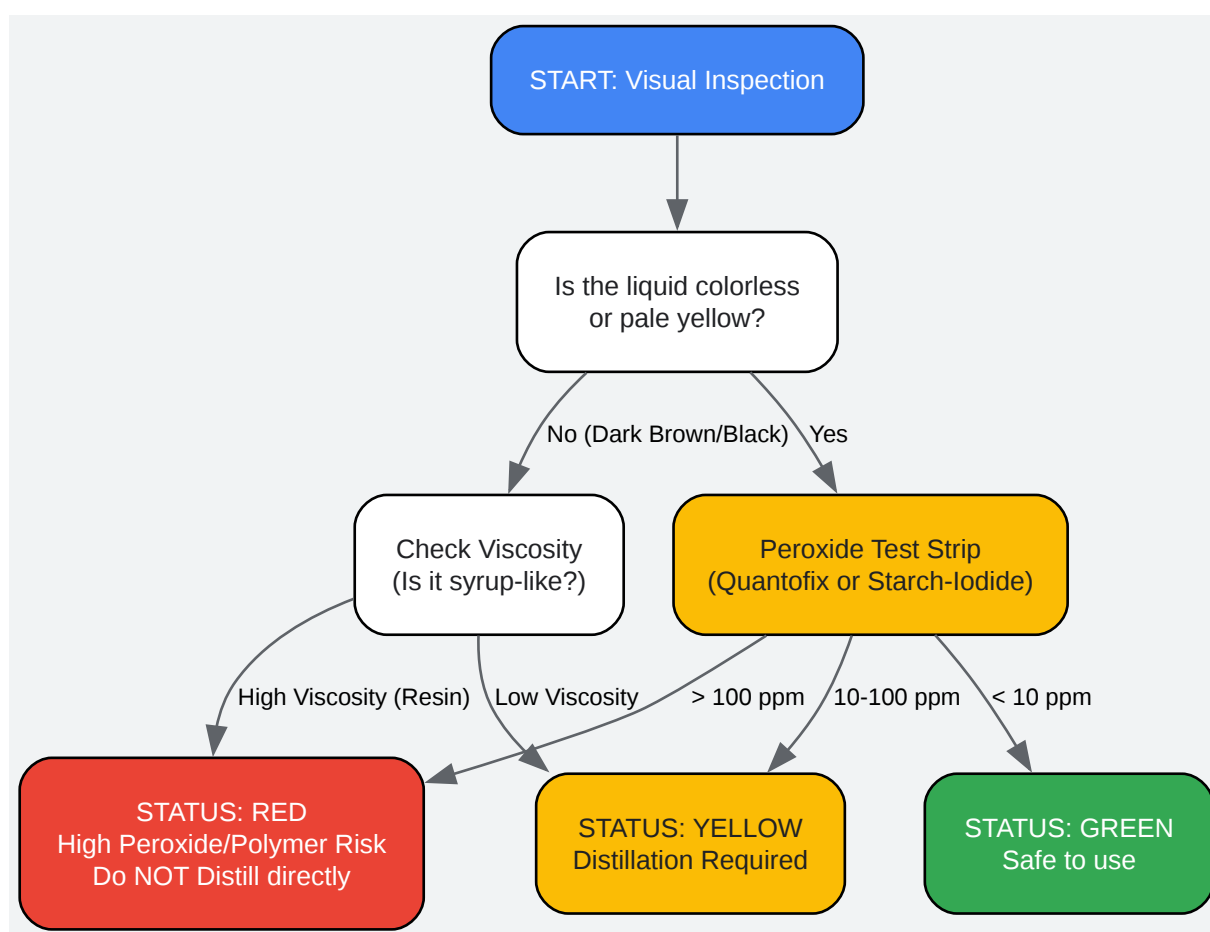 START: Visual Inspection
Is the liquid colorless
or pale yellow?
No (Dark Brown/Black)
Yes
Check Viscosity
(Is it syrup-like?)
Peroxide Test Strip
(Quantofix or Starch-Iodide)
High Viscosity (Resin)
Low Viscosity
> 100 ppm
10-100 ppm
< 10 ppm
STATUS: RED
High Peroxide/Polymer Risk
Do NOT Distill directly
STATUS: YELLOW
Distillation Required
STATUS: GREEN
Safe to use